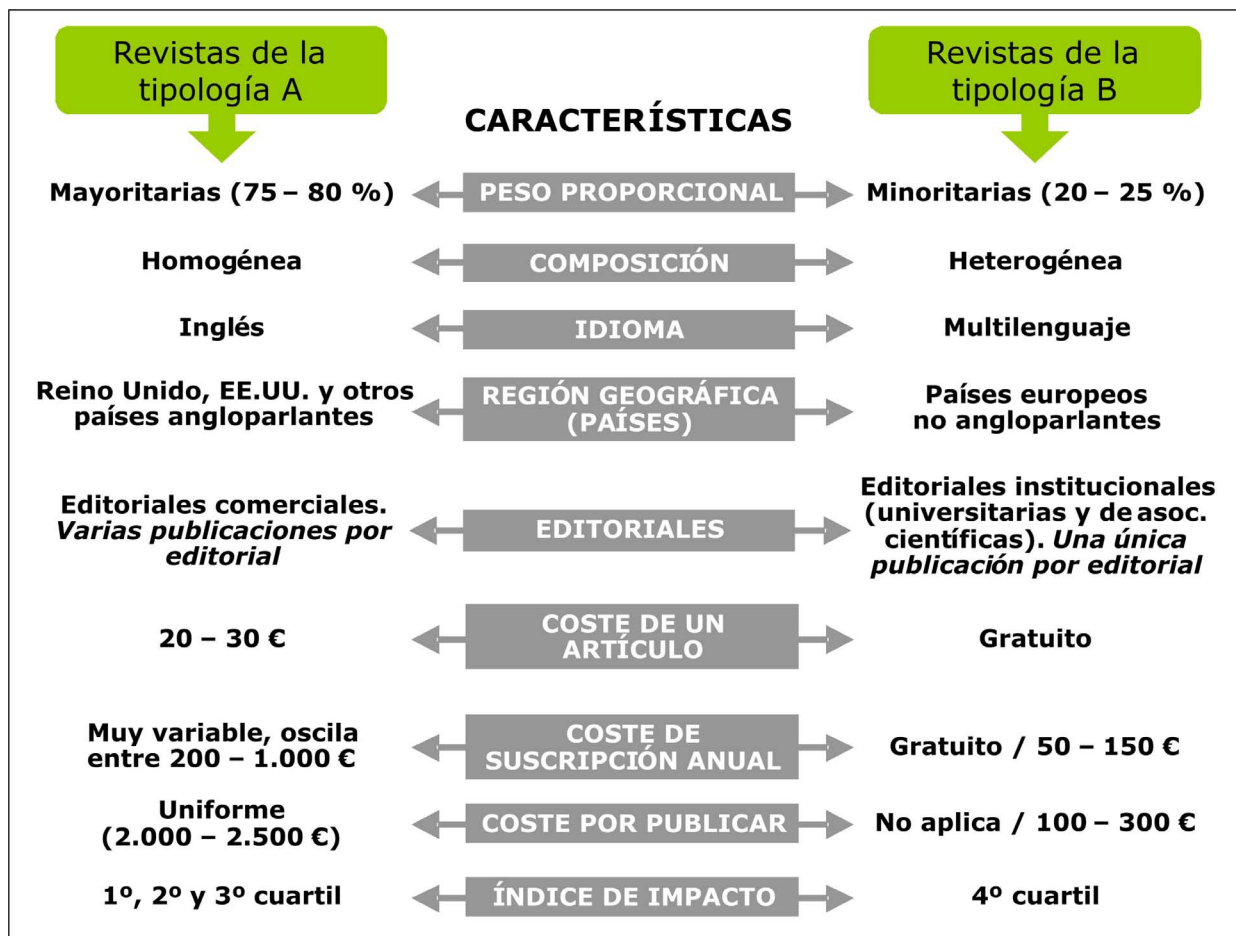 Revistas de la
tipología A
Revistas de la
tipología B
CARACTERÍSTICAS
Mayoritarias (75 – 80 %)
PESO PROPORCIONAL
Minoritarias (20 – 25 %)
Homogénea
COMPOSICIÓN
Heterogénea
Inglés
IDIOMA
Multilenguaje
Reino Unido, EE.UU. y otros
países angloparlantes
REGIÓN GEOGRÁFICA
(PAÍSES)
Países europeos
no angloparlantes
Editoriales comerciales.
Varias publicaciones por
editorial
EDITORIALES
Editoriales institucionales
(universitarias y de asoc.
científicas). Una única
publicación por editorial
20 – 30 €
COSTE DE UN
ARTÍCULO
Gratuito
Muy variable, oscila
entre 200 – 1.000 €
COSTE DE
SUSCRIPCIÓN ANUAL
Gratuito / 50 – 150 €
Uniforme
(2.000 – 2.500 €)
COSTE POR PUBLICAR
No aplica / 100 – 300 €
1º, 2º y 3º cuartil
ÍNDICE DE IMPACTO
4º cuartil